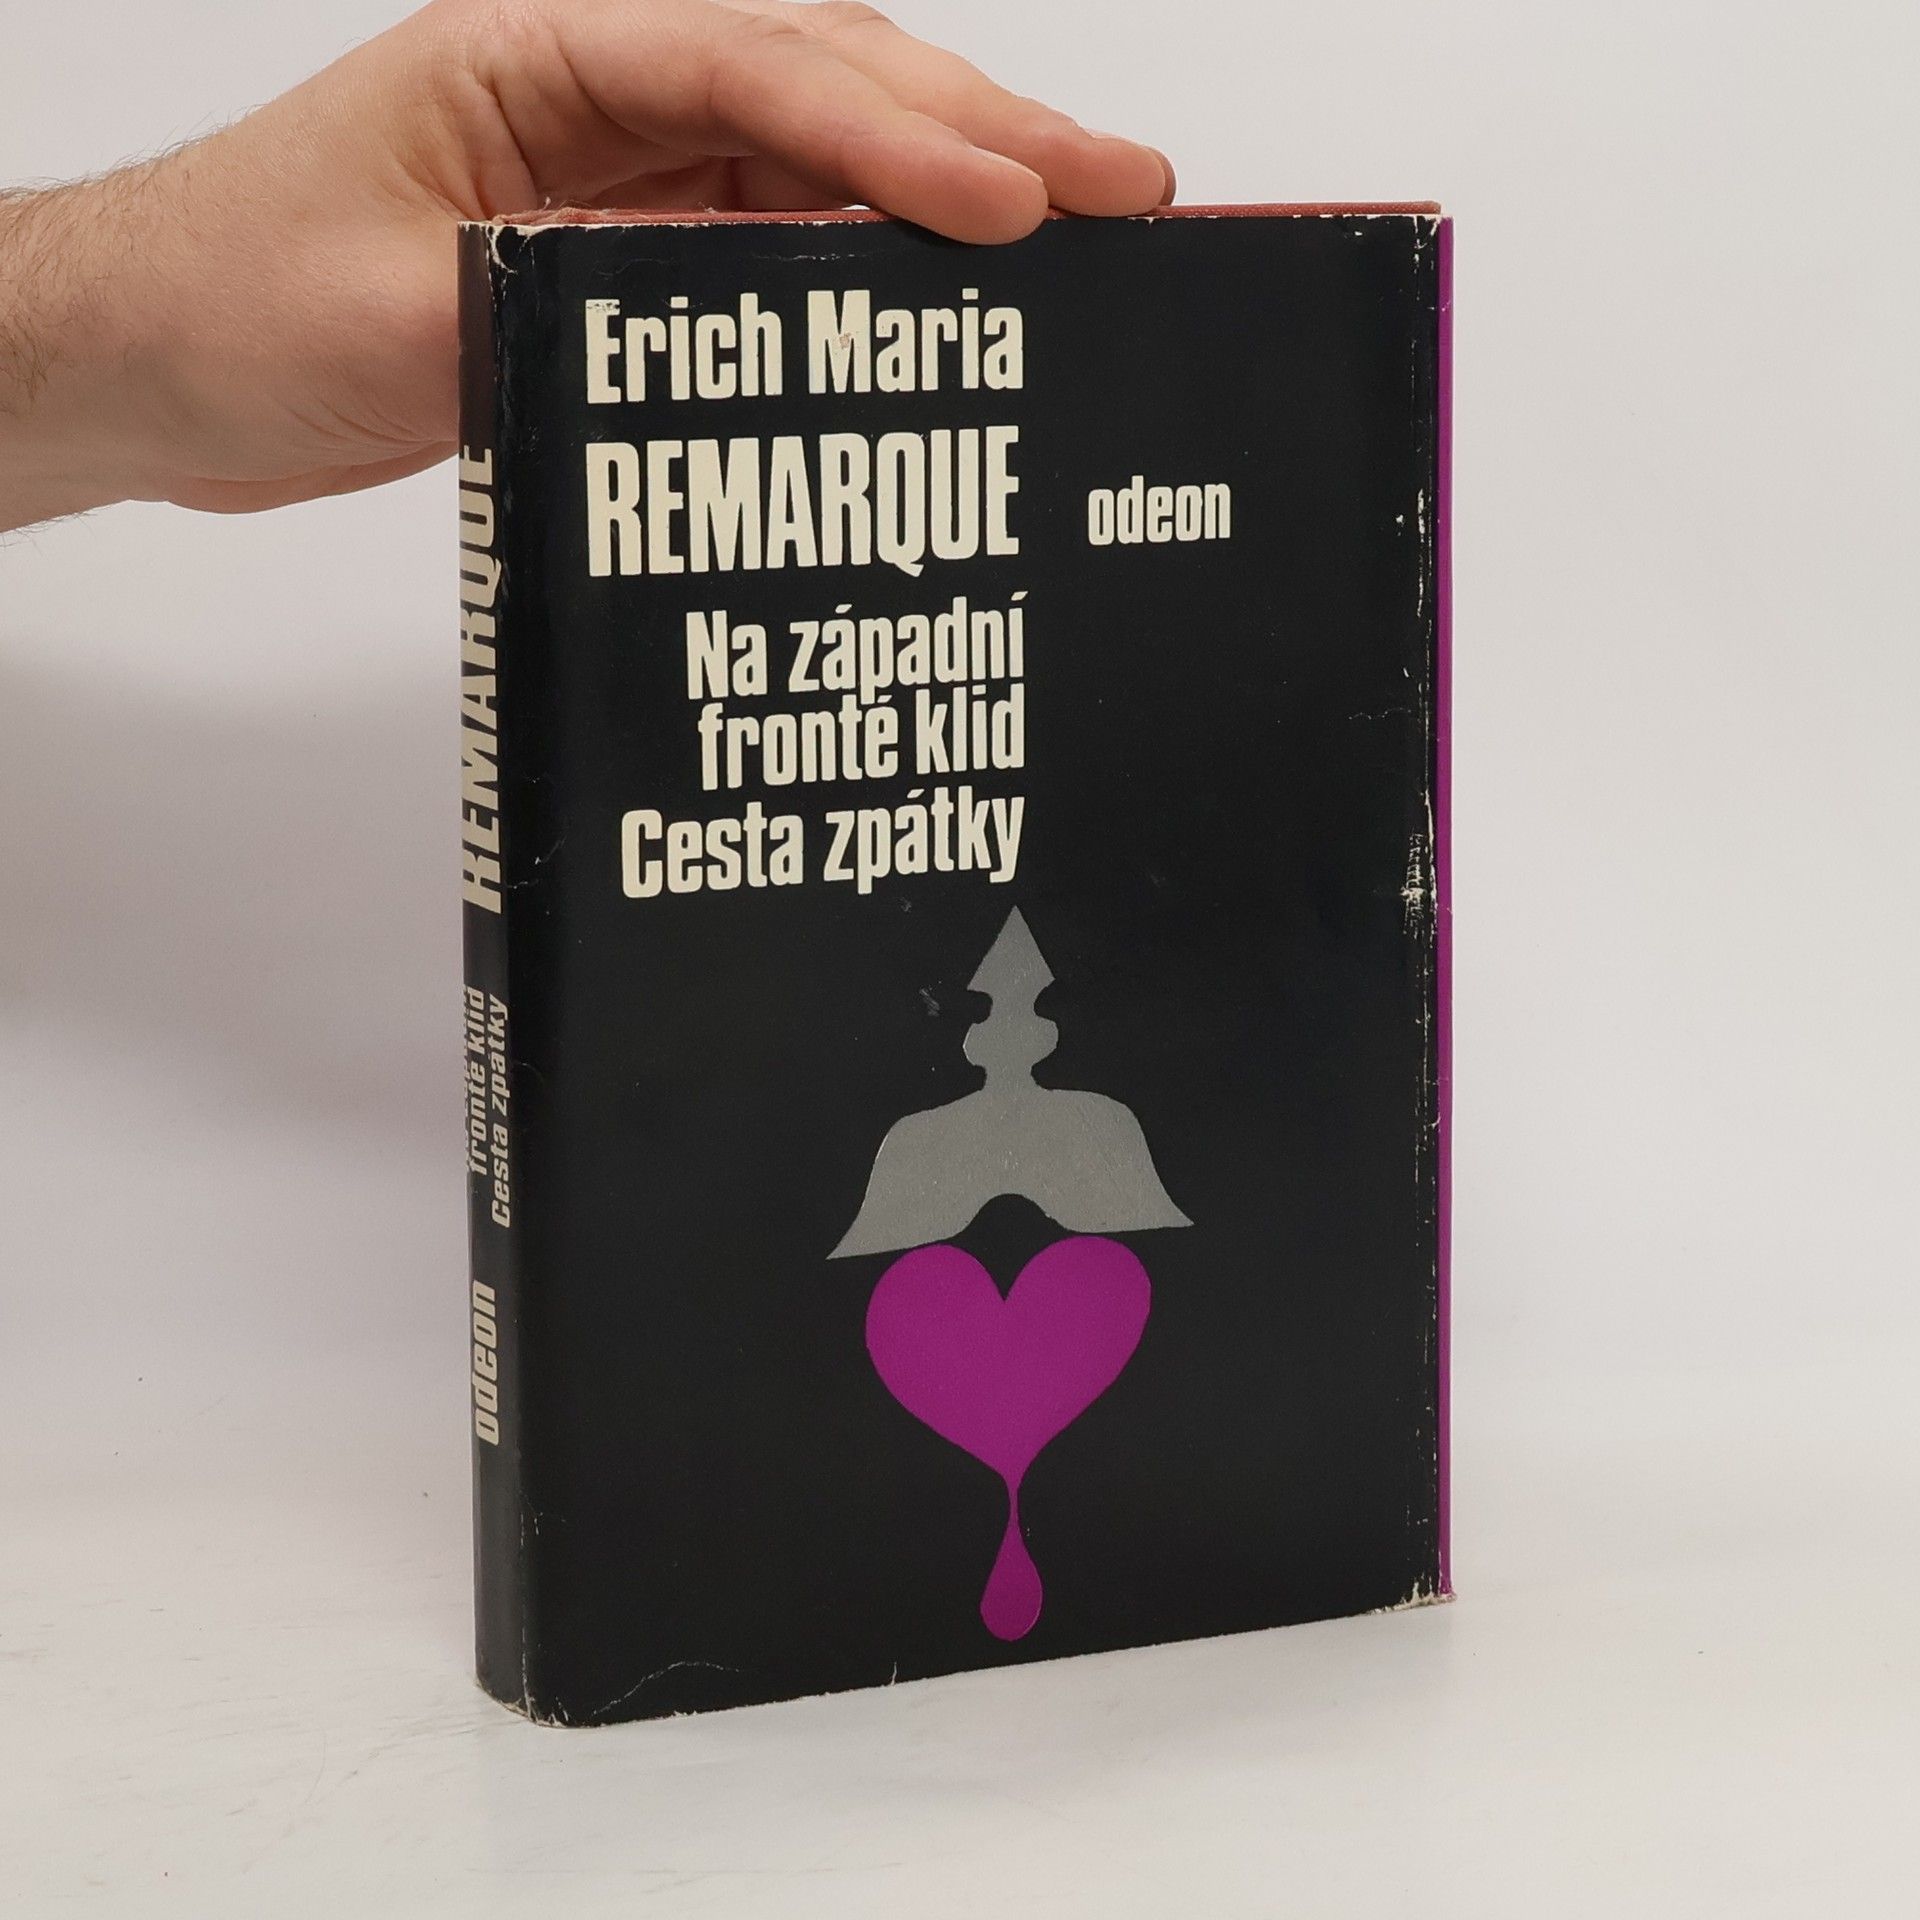 Erich Maria
REMARQUE
odeon
Na západní
frontě klid
Cesta zpátky
REMARQUE
frontě klid
Cesta zpátky
odeon